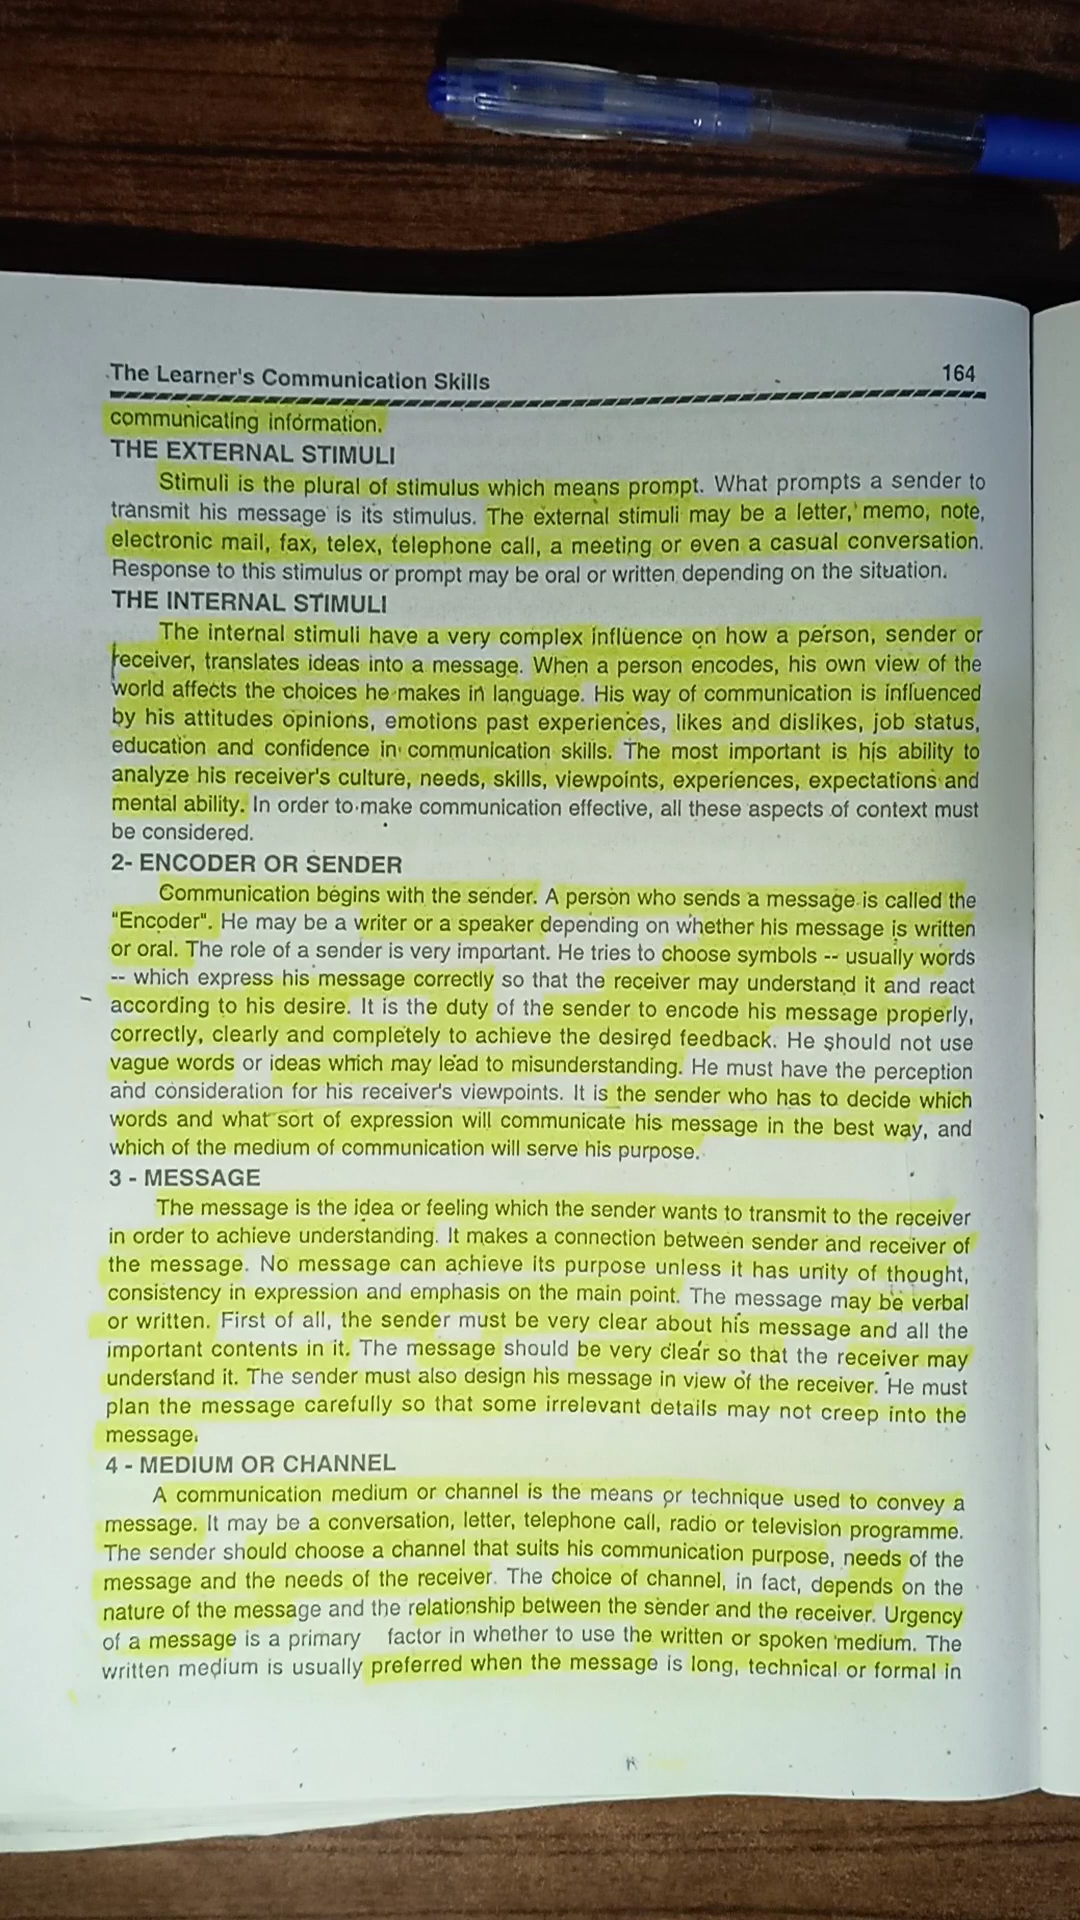 The Learner's Communication Skills 164
communicating information.
THE EXTERNAL STIMULI
Stimuli is the plural of stimulus which means prompt. What prompts a sender to
transmit his message is its stimulus. The external stimuli may be a letter, memo, note,
electronic mail, fax, telex, telephone call, a meeting or even a casual conversation.
Response to this stimulus or prompt may be oral or written depending on the situation.
THE INTERNAL STIMULI
The internal stimuli have a very complex influence on how a person, sender or
receiver, translates ideas into a message. When a person encodes, his own view of the
world affects the choices he makes in language. His way of communication is influenced
by his attitudes opinions, emotions past experiences, likes and dislikes, job status,
education and confidence in communication skills. The most important is his ability to
analyze his receiver's culture, needs, skills, viewpoints, experiences, expectations and
mental ability. In order to make communication effective, all these aspects of context must
be considered.
2- ENCODER OR SENDER
Communication begins with the sender. A person who sends a message is called the
"Encoder". He may be a writer or a speaker depending on whether his message is written
or oral. The role of a sender is very important. He tries to choose symbols -- usually words
-- which express his message correctly so that the receiver may understand it and react
according to his desire. It is the duty of the sender to encode his message properly,
correctly, clearly and completely to achieve the desired feedback. He should not use
vague words or ideas which may lead to misunderstanding. He must have the perception
and consideration for his receiver's viewpoints. It is the sender who has to decide which
words and what sort of expression will communicate his message in the best way, and
which of the medium of communication will serve his purpose.
3 - MESSAGE
The message is the idea or feeling which the sender wants to transmit to the receiver
in order to achieve understanding. It makes a connection between sender and receiver of
the message. No message can achieve its purpose unless it has unity of thought,
consistency in expression and emphasis on the main point. The message may be verbal
or written. First of all, the sender must be very clear about his message and all the
important contents in it. The message should be very clear so that the receiver may
understand it. The sender must also design his message in view of the receiver. He must
plan the message carefully so that some irrelevant details may not creep into the
message.
4 - MEDIUM OR CHANNEL
A communication medium or channel is the means or technique used to convey a
message. It may be a conversation, letter, telephone call, radio or television programme.
The sender should choose a channel that suits his communication purpose, needs of the
message and the needs of the receiver. The choice of channel, in fact, depends on the
nature of the message and the relationship between the sender and the receiver. Urgency
of a message is a primary factor in whether to use the written or spoken medium. The
written medium is usually preferred when the message is long, technical or formal in